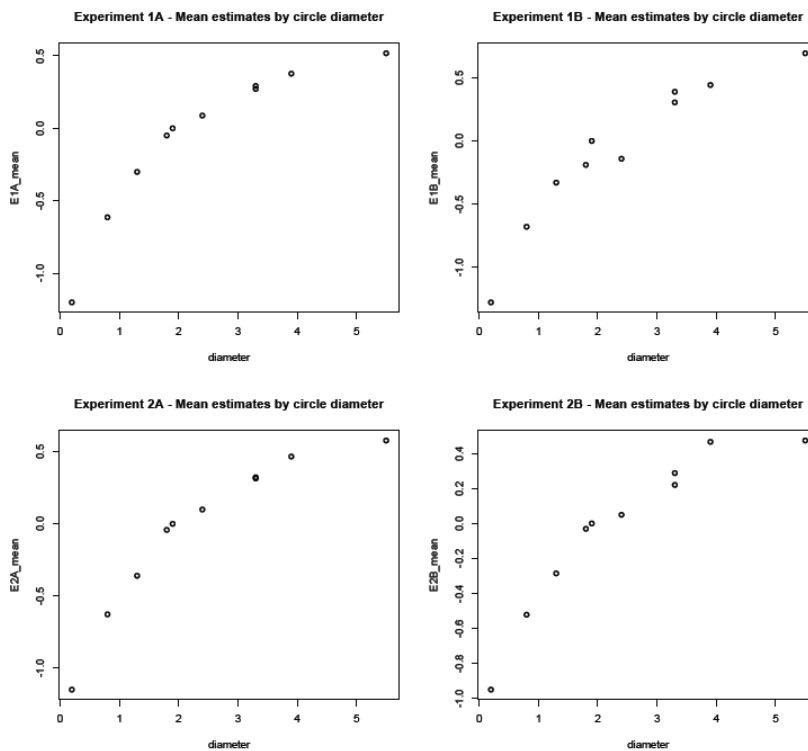 Experiment 1A - Mean estimates by circle diameter
E1A_mean
0.5
0.0
-0.5
-1.0
0 1 2 3 4 5
diameter
Experiment 1B - Mean estimates by circle diameter
E1B_mean
0.5
0.0
-0.5
-1.0
0 1 2 3 4 5
diameter
Experiment 2A - Mean estimates by circle diameter
E2A_mean
0.5
0.0
-0.5
-1.0
0 1 2 3 4 5
diameter
Experiment 2B - Mean estimates by circle diameter
E2B_mean
0.4
0.2
0.0
-0.2
-0.4
-0.6
-0.8
-1.0
0 1 2 3 4 5
diameter